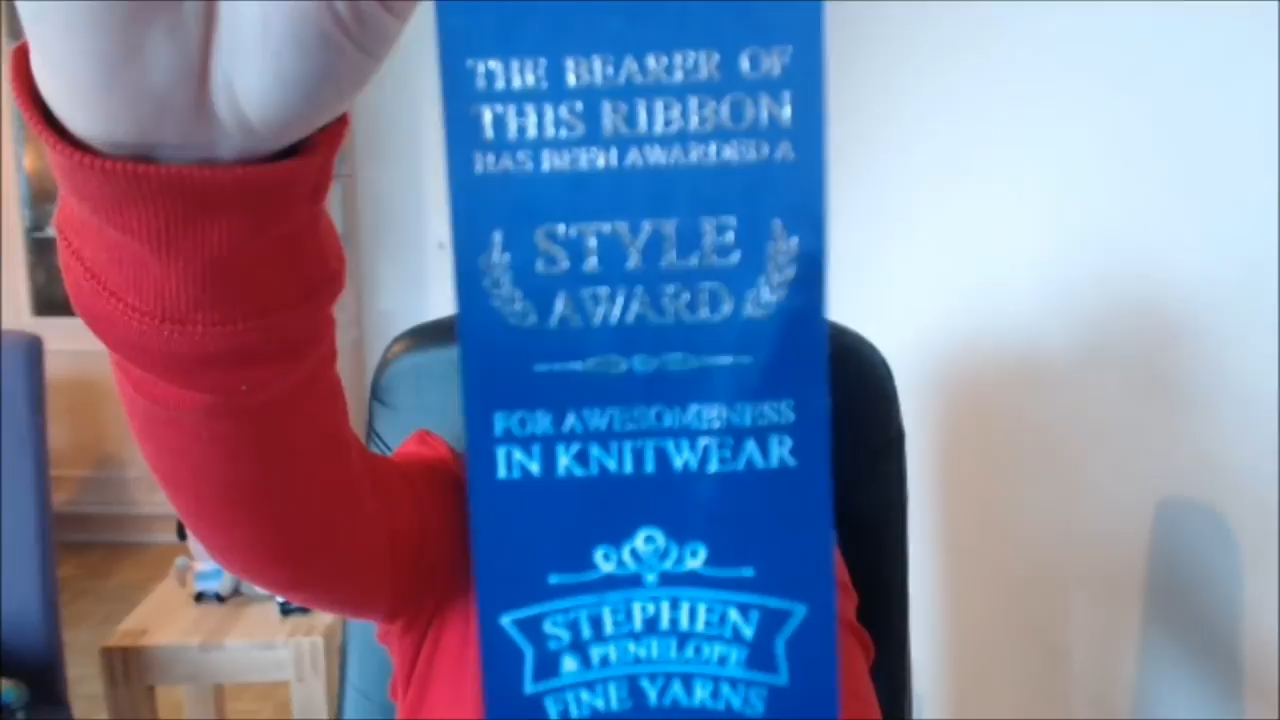 THE BEARER OF
THIS RIBBON
HAS BEEN AWARDED A
STYLE
AWARD
FOR AWESOMENESS
IN KNITWEAR
STEPHEN
& PENELOPE
FINE YARNS